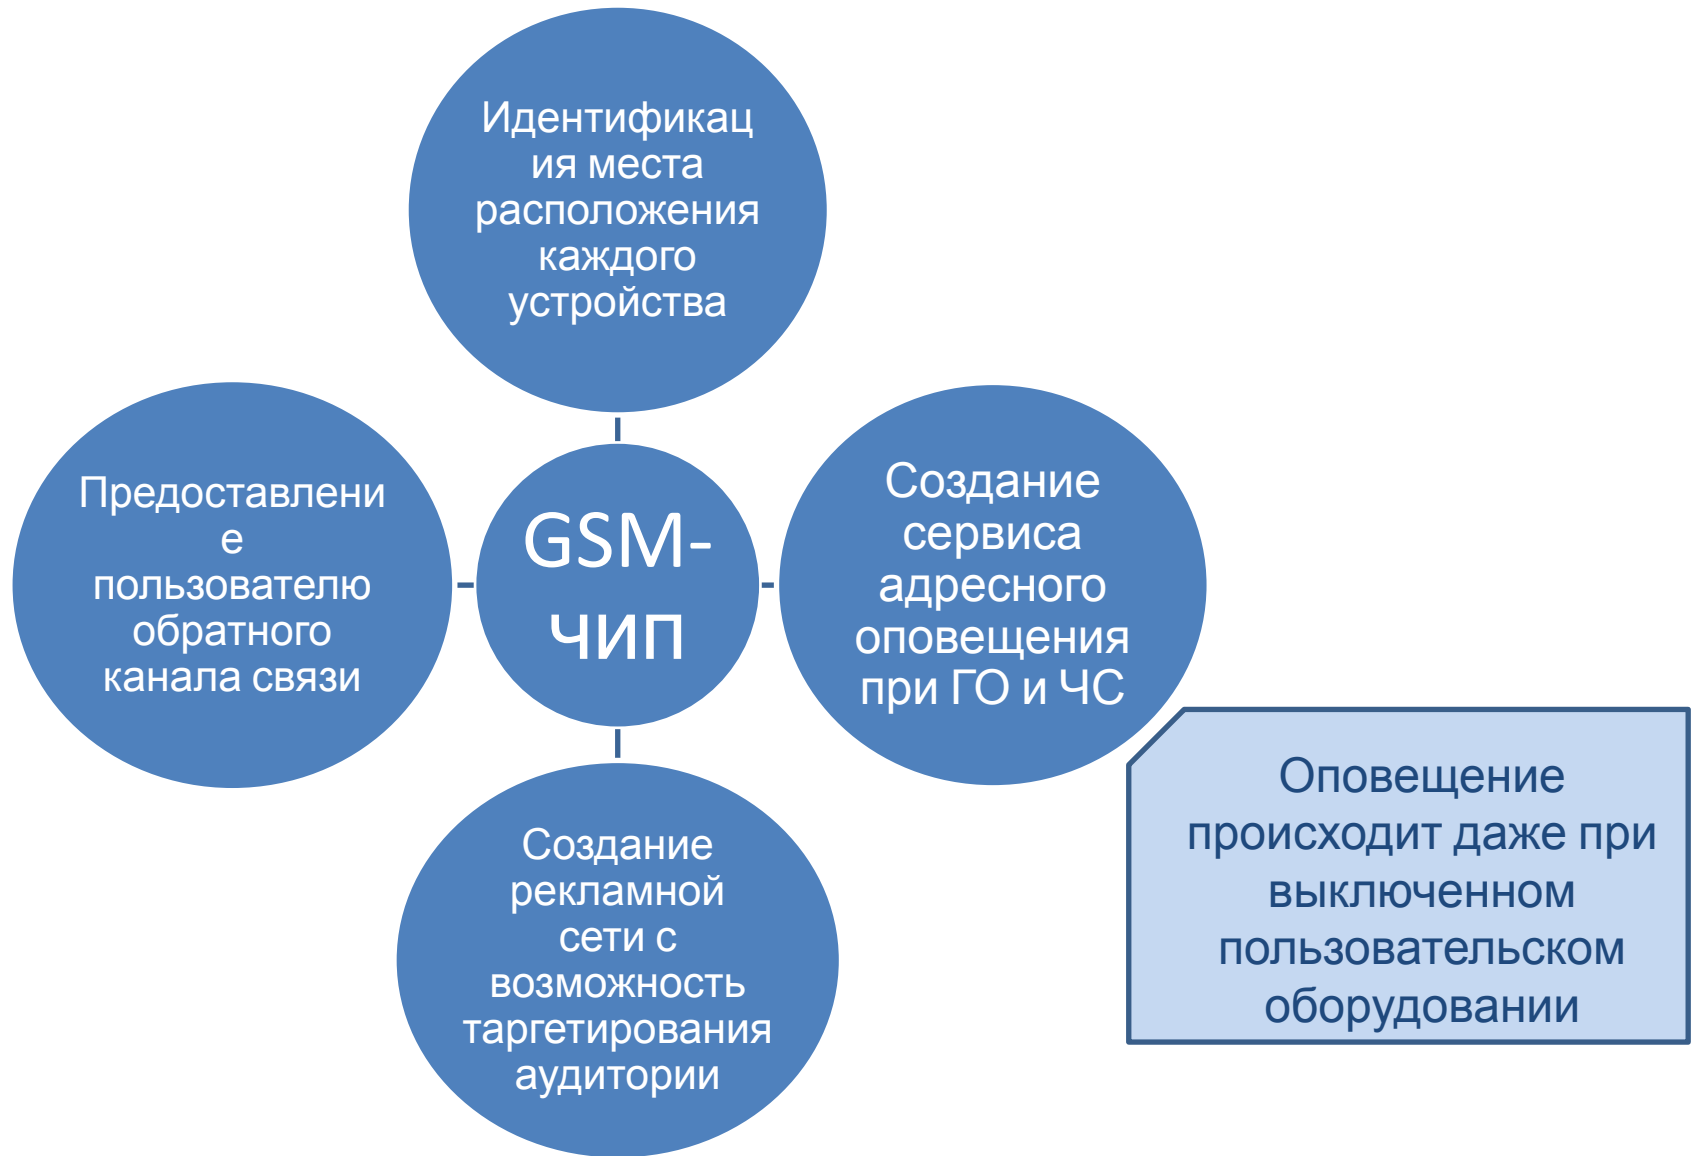 Идентификац
ия места
расположения
каждого
устройства
Предоставлени
е
пользователю
обратного
канала связи
GSM-
чип
Создание
сервиса
адресного
оповещения
при ГО и ЧС
Создание
рекламной
сети с
возможность
таргетирования
аудитории
Оповещение
происходит даже при
выключенном
пользовательском
оборудовании